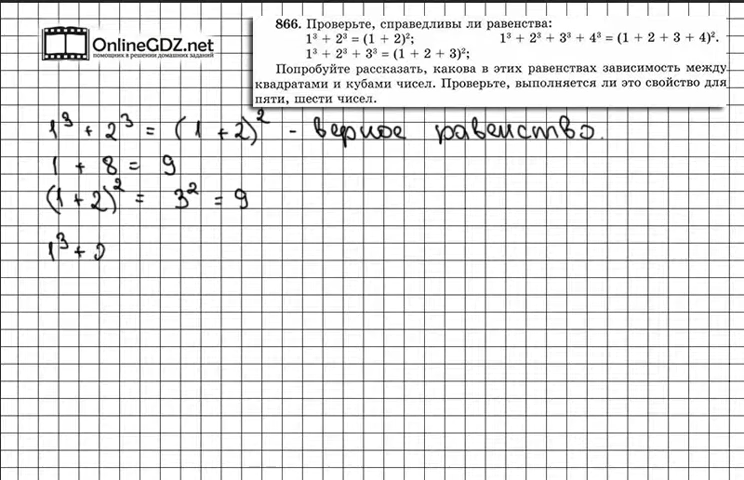 OnlineGDZ.net
помощник в решении домашних заданий
866. Проверьте, справедливы ли равенства:
1³ + 2³ = (1 + 2)²; 1³ + 2³ + 3³ + 4³ = (1 + 2 + 3 + 4)².
1³ + 2³ + 3³ = (1 + 2 + 3)²;
Попробуйте рассказать, какова в этих равенствах зависимость между
квадратами и кубами чисел. Проверьте, выполняется ли это свойство для
пяти, шести чисел.
1³ + 2³ = (1 + 2)² - верное равенство.
1 + 8 = 9
(1 + 2)² = 3² = 9
1³ +